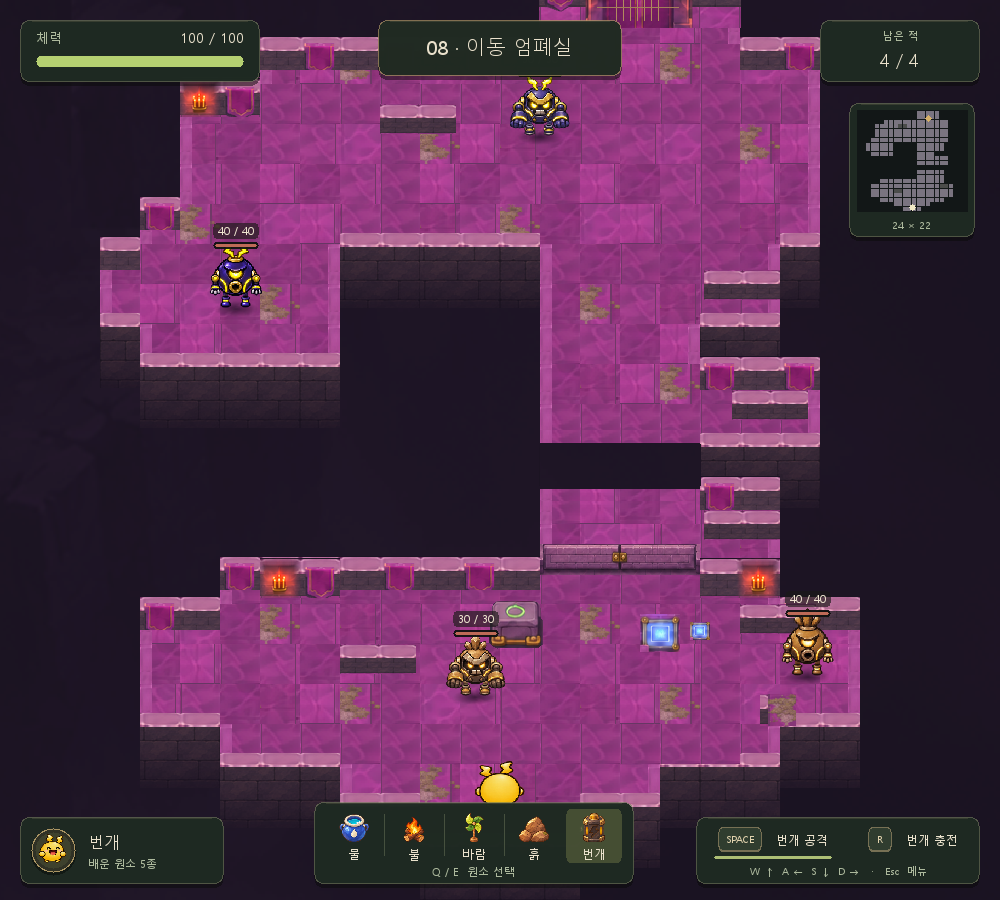 체력 100 / 100
08 · 이동 엄폐실
남은 적
4 / 4
24 × 22
40 / 40
40 / 40
30 / 30
번개
배운 원소 5종
물 불 바람 흙 번개
Q / E 원소 선택
SPACE 번개 공격 R 번개 충전
W ↑ A ← S ↓ D → · Esc 메뉴